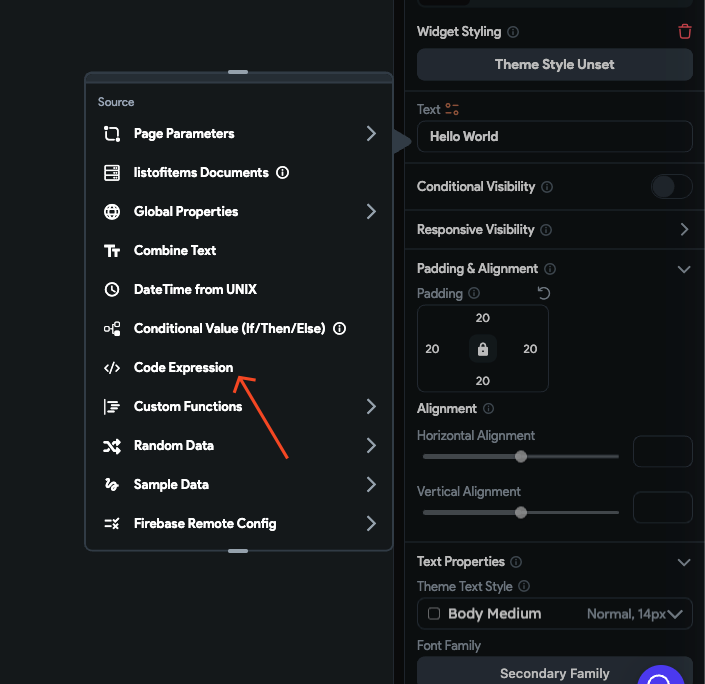 Widget Styling
Theme Style Unset
Source
Page Parameters
listofitems Documents
Global Properties
Combine Text
DateTime from UNIX
Conditional Value (If/Then/Else)
Code Expression
Custom Functions
Random Data
Sample Data
Firebase Remote Config
Text
Hello World
Conditional Visibility
Responsive Visibility
Padding & Alignment
Padding
20
20
20
20
Alignment
Horizontal Alignment
Vertical Alignment
Text Properties
Theme Text Style
Body Medium Normal, 14px
Font Family
Secondary Family